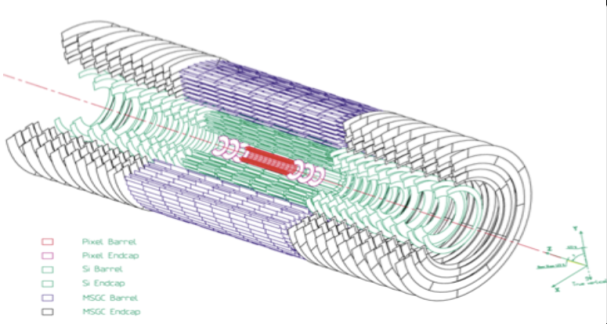 Pixel Barrel
Pixel Endcap
Si Barrel
Si Endcap
MSGC Barrel
MSGC Endcap
Y
X